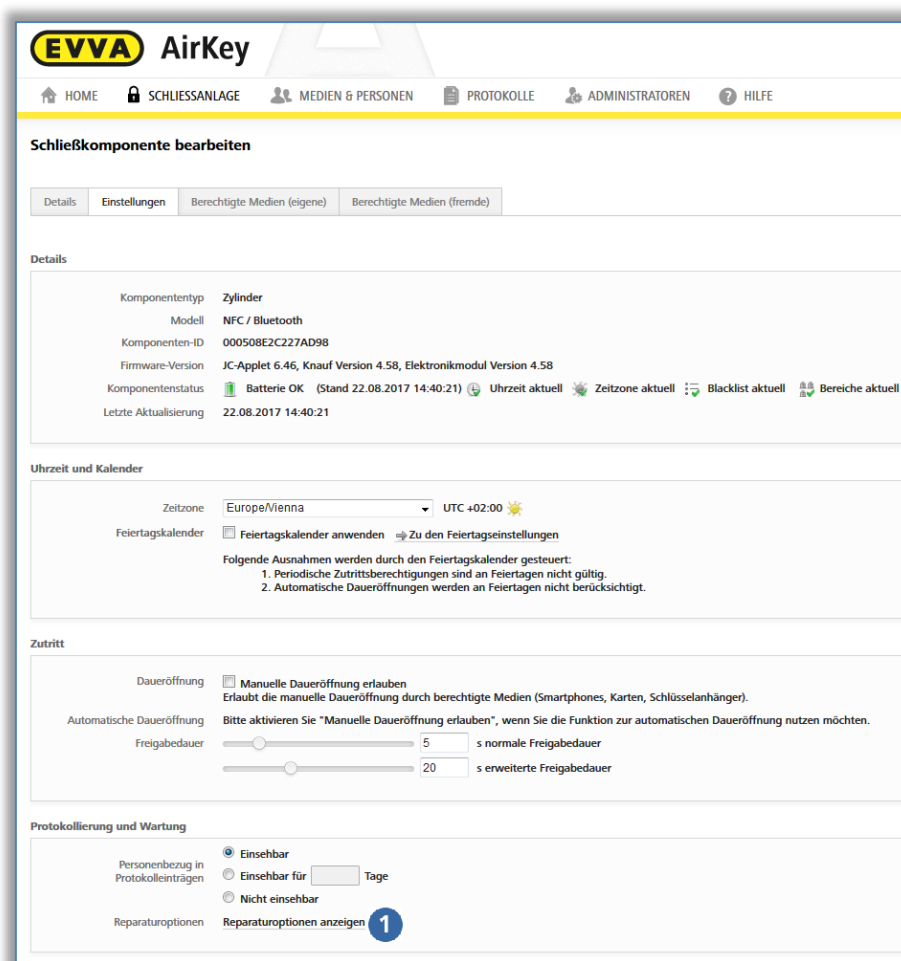 EVVA AirKey
HOME SCHLIESSANLAGE MEDIEN & PERSONEN PROTOKOLLE ADMINISTRATOREN ? HILFE
Schließkomponente bearbeiten
Details Einstellungen Berechtigte Medien (eigene) Berechtigte Medien (fremde)
Details
Komponententyp Zylinder
Modell NFC / Bluetooth
Komponenten-ID 000508E2C227AD98
Firmware-Version JC-Applet 6.46, Knauf Version 4.58, Elektronikmodul Version 4.58
Komponentenstatus Batterie OK (Stand 22.08.2017 14:40:21) Uhrzeit aktuell Zeitzone aktuell Blacklist aktuell Bereiche aktuell
Letzte Aktualisierung 22.08.2017 14:40:21
Uhrzeit und Kalender
Zeitzone Europe/Vienna UTC +02:00
Feiertagskalender Feiertagskalender anwenden Zu den Feiertagseinstellungen
Folgende Ausnahmen werden durch den Feiertagskalender gesteuert:
1. Periodische Zutrittsberechtigungen sind an Feiertagen nicht gültig.
2. Automatische Daueröffnungen werden an Feiertagen nicht berücksichtigt.
Zutritt
Daueröffnung Manuelle Daueröffnung erlauben
Erlaubt die manuelle Daueröffnung durch berechtigte Medien (Smartphones, Karten, Schlüsselanhänger).
Automatische Daueröffnung Bitte aktivieren Sie "Manuelle Daueröffnung erlauben", wenn Sie die Funktion zur automatischen Daueröffnung nutzen möchten.
Freigabedauer 5 s normale Freigabedauer
20 s erweiterte Freigabedauer
Protokollierung und Wartung
Personenbezug in Protokolleinträgen
Einsehbar
Einsehbar für Tage
Nicht einsehbar
Reparaturoptionen Reparaturoptionen anzeigen 1